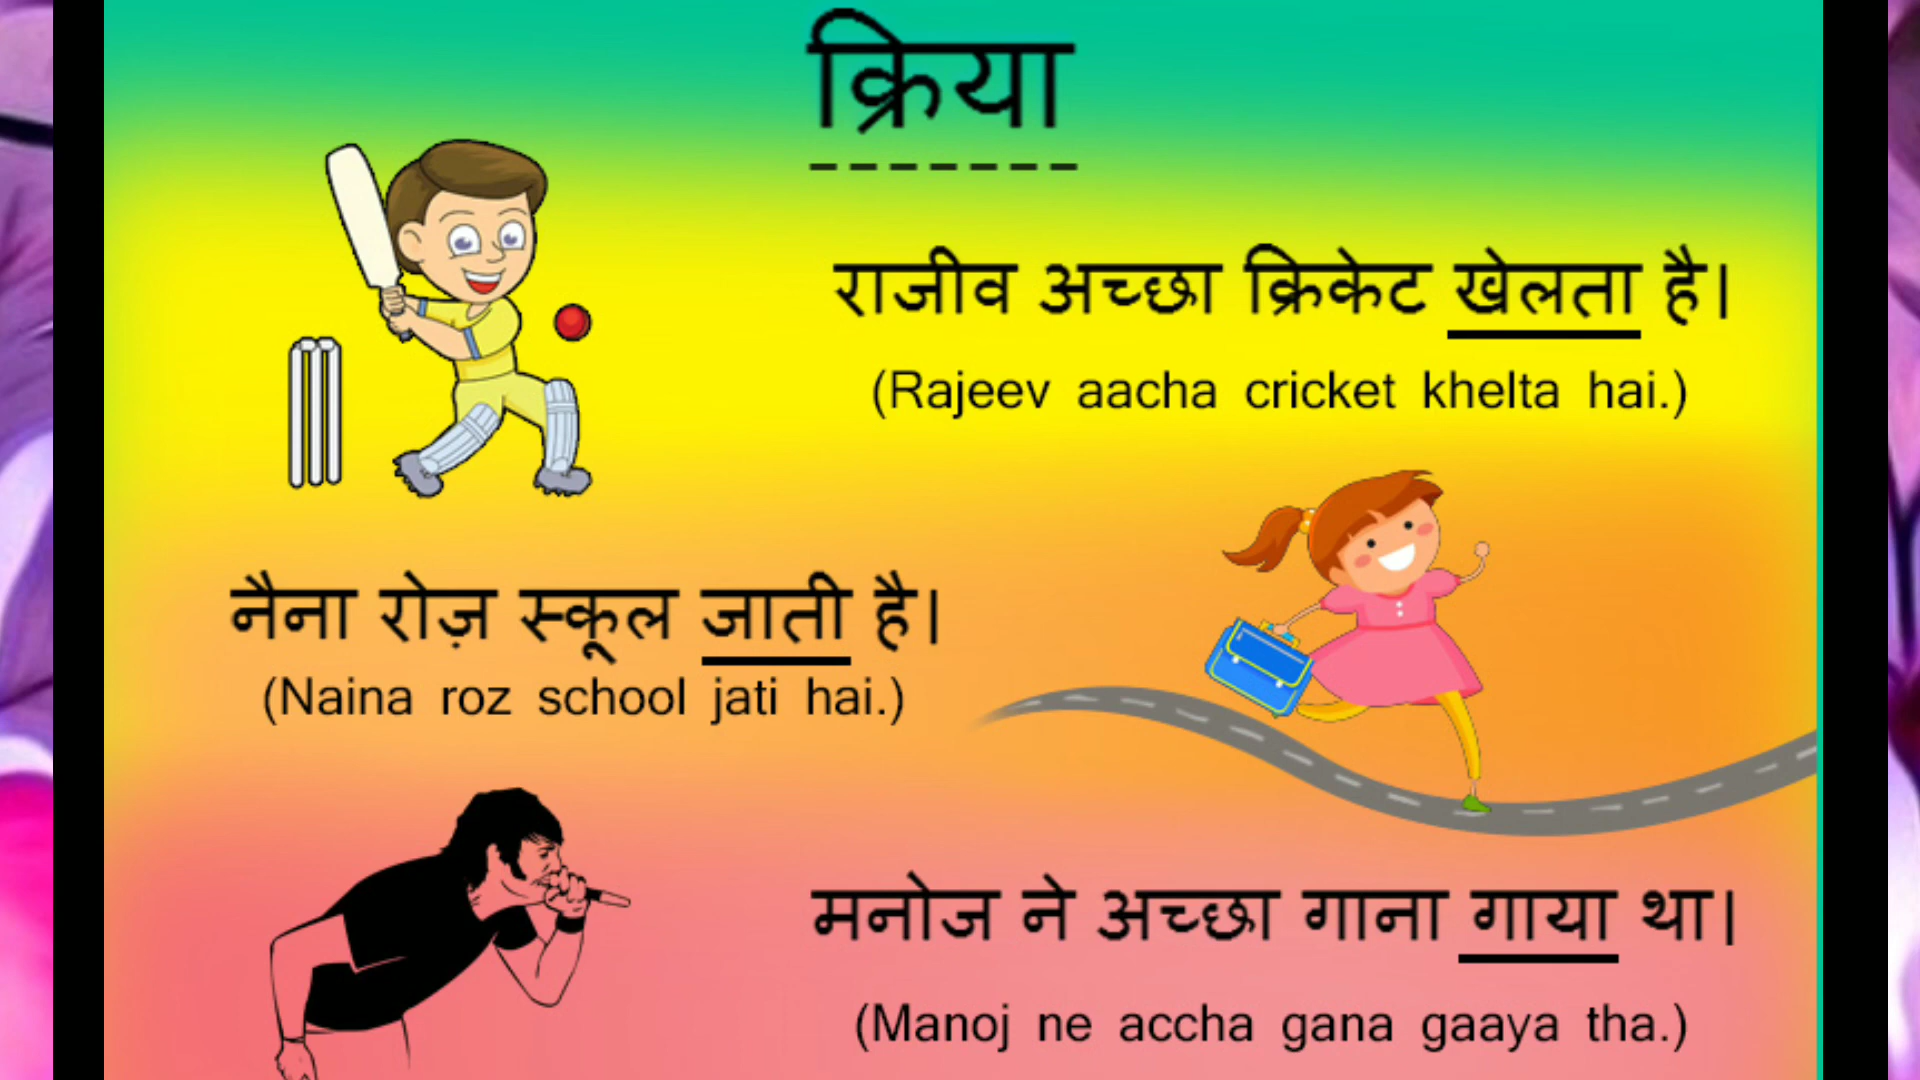 क्रिया
राजीव अच्छा क्रिकेट खेलता है।
(Rajeev aacha cricket khelta hai.)
नैना रोज़ स्कूल जाती है।
(Naina roz school jati hai.)
मनोज ने अच्छा गाना गाया था।
(Manoj ne accha gana gaaya tha.)